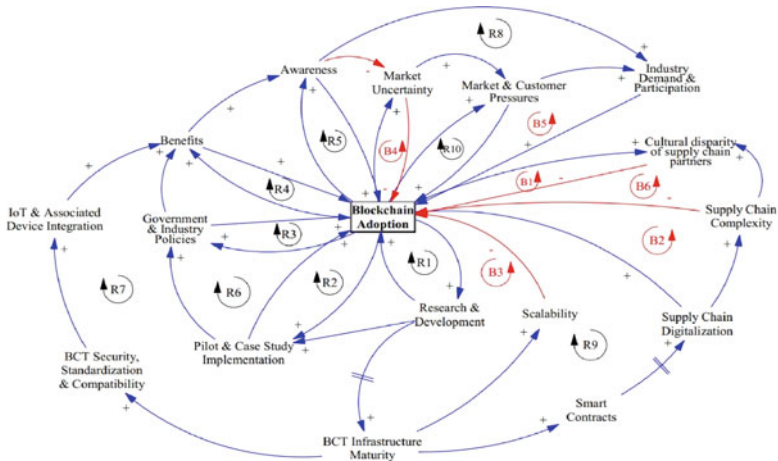 R8
Awareness
Market
Uncertainty
Market & Customer
Pressures
Industry
Demand &
Participation
R5
B4
R10
B5
Benefits
Cultural disparity
of supply chain
partners
R4
B1
B6
IoT & Associated
Device Integration
Government
& Industry
Policies
R3
Blockchain
Adoption
B2
Supply Chain
Complexity
R7
R6
R2
R1
B3
Research &
Development
Scalability
R9
Supply Chain
Digitalization
BCT Security,
Standardization
& Compatibility
Pilot & Case Study
Implementation
Smart
Contracts
BCT Infrastructure
Maturity